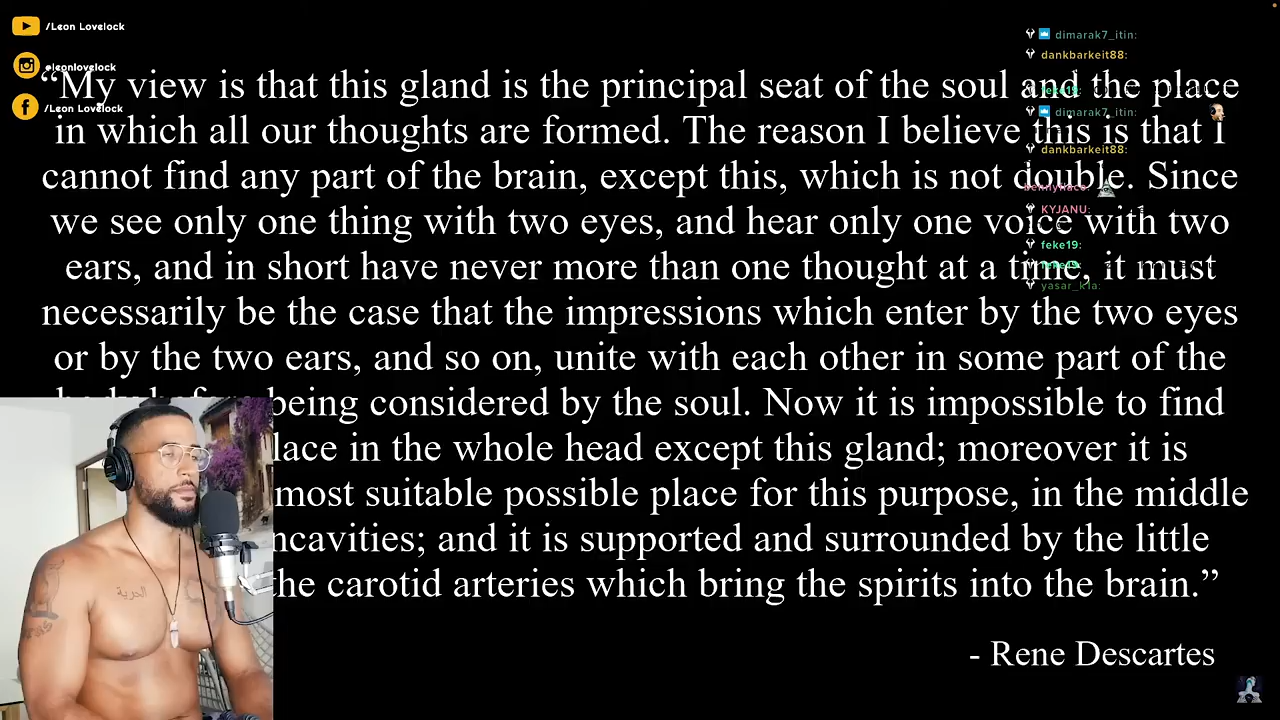 /Leon Lovelock
@leonlovelock
/Leon Lovelock
“My view is that this gland is the principal seat of the soul and the place
in which all our thoughts are formed. The reason I believe this is that I
cannot find any part of the brain, except this, which is not double. Since
we see only one thing with two eyes, and hear only one voice with two
ears, and in short have never more than one thought at a time, it must
necessarily be the case that the impressions which enter by the two eyes
or by the two ears, and so on, unite with each other in some part of the
being considered by the soul. Now it is impossible to find
in the whole head except this gland; moreover it is
most suitable possible place for this purpose, in the middle
and it is supported and surrounded by the little
the carotid arteries which bring the spirits into the brain.”
- Rene Descartes
dimarak7_itin:
dankbarkeit88:
feke19:
dimarak7_itin:
dankbarkeit88:
KYJANU:
feke19:
feke19:
yasar_k1a:
الحرية